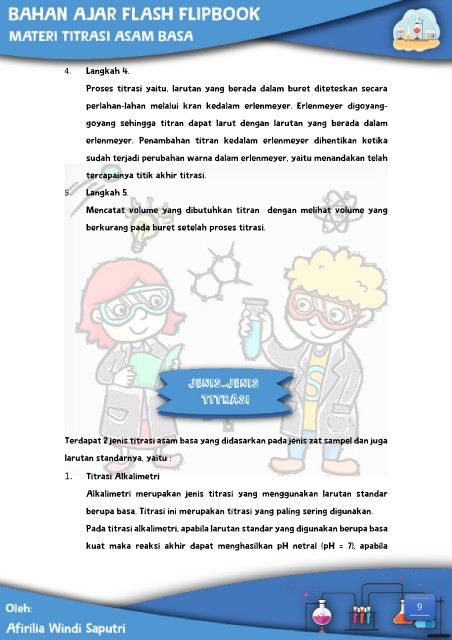 BAHAN AJAR FLASH FLIPBOOK
MATERI TITRASI ASAM BASA
4. Langkah 4.
Proses titrasi yaitu, larutan yang berada dalam buret diteteskan secara
perlahan-lahan melalui kran kedalam erlenmeyer. Erlenmeyer digoyang-
goyang sehingga titran dapat larut dengan larutan yang berada dalam
erlenmeyer. Penambahan titran kedalam erlenmeyer dihentikan ketika
sudah terjadi perubahan warna dalam erlenmeyer, yaitu menandakan telah
tercapainya titik akhir titrasi.
5. Langkah 5.
Mencatat volume yang dibutuhkan titran dengan melihat volume yang
berkurang pada buret setelah proses titrasi.
S
JENIS-JENIS
TITRASI
Terdapat 2 jenis titrasi asam basa yang didasarkan pada jenis zat sampel dan juga
larutan standarnya, yaitu :
1. Titrasi Alkalimetri
Alkalimetri merupakan jenis titrasi yang menggunakan larutan standar
berupa basa. Titrasi ini merupakan titrasi yang paling sering digunakan.
Pada titrasi alkalimetri, apabila larutan standar yang digunakan berupa basa
kuat maka reaksi akhir dapat menghasilkan pH netral (pH = 7), apabila
9
Oleh:
Afirilia Windi Saputri